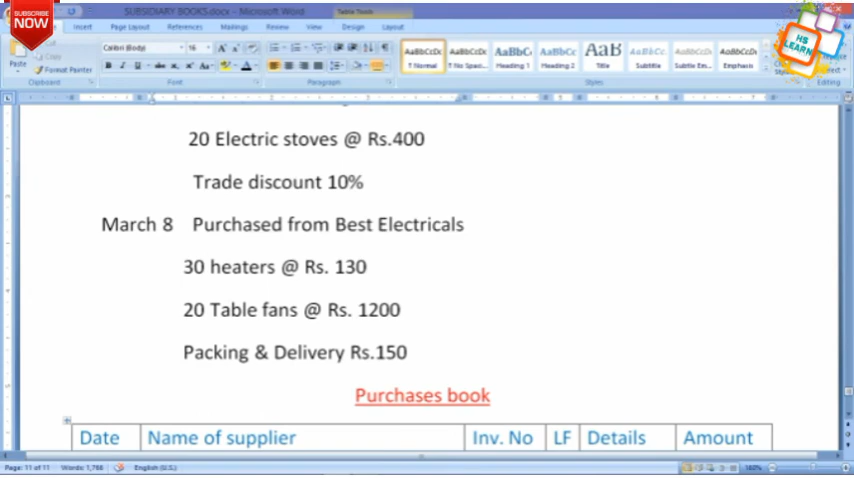 SUBSCRIBE
NOW
SUBSIDIARY BOOKS.docx - Microsoft Word
Table Tools
HS
LEARN
Insert Page Layout References Mailings Review View Design Layout
Calibri (Body) 16
Paste
Copy
Format Painter
AaBbCcDc AaBbCcDc AaBbC AaBbCc AaB AaBbCc. AaBbCcDc AaBbCcDc
¶ Normal ¶ No Spaci... Heading 1 Heading 2 Title Subtitle Subtle Em... Emphasis
Clipboard Font Paragraph Styles Editing
20 Electric stoves @ Rs.400
Trade discount 10%
March 8 Purchased from Best Electricals
30 heaters @ Rs. 130
20 Table fans @ Rs. 1200
Packing & Delivery Rs.150
Purchases book
Date Name of supplier Inv. No LF Details Amount
Page: 11 of 11 Words: 1,766 English (U.S.) 160%